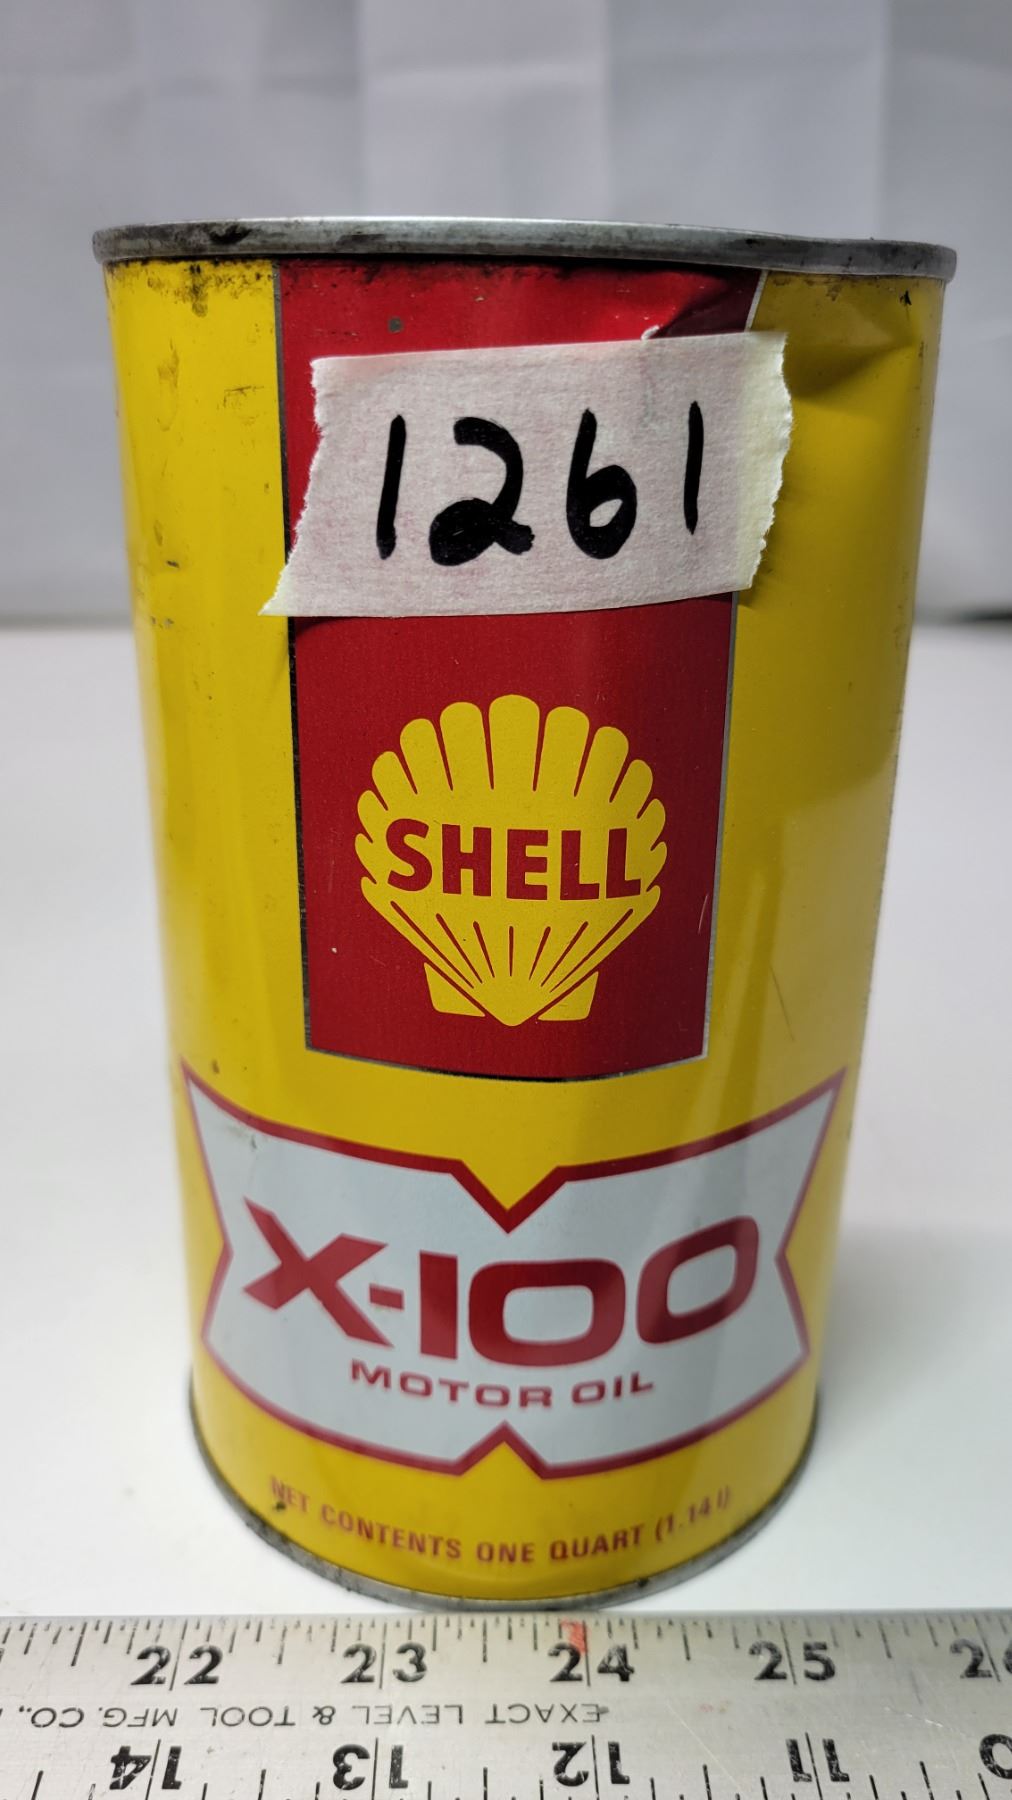 1261
SHELL
X-100
MOTOR OIL
NET CONTENTS ONE QUART (1.14 l)
22 23 24 25 26
EXACT LEVEL & TOOL MFG. CO.,
14 13 12 11